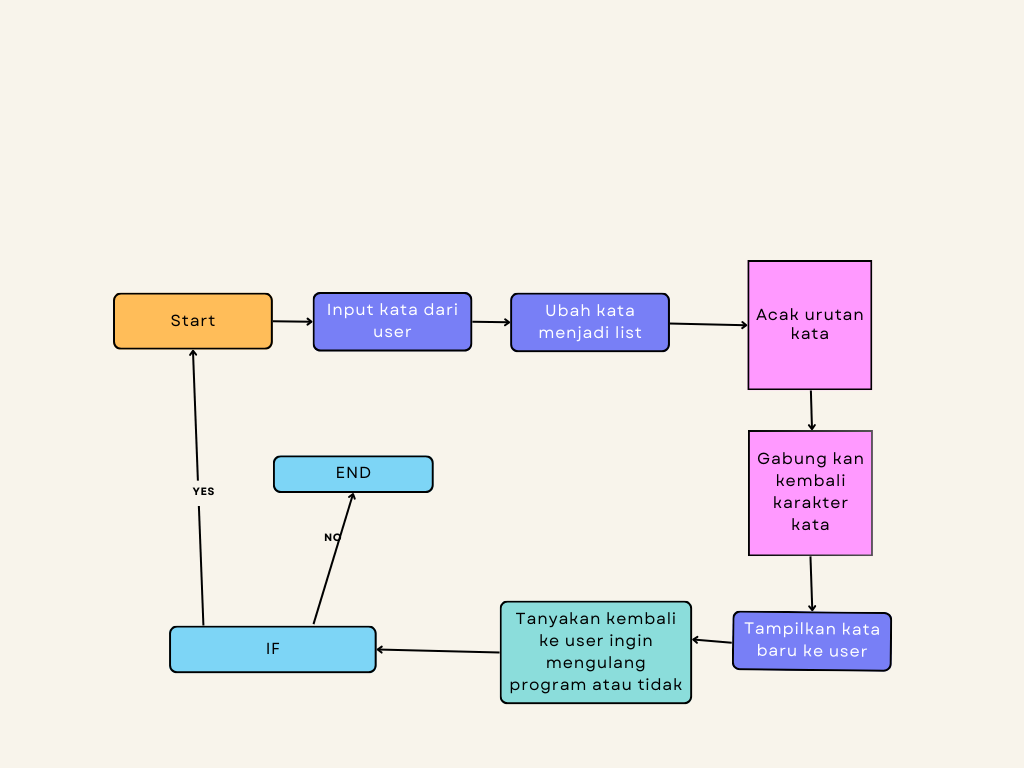 Start
Input kata dari
user
Ubah kata
menjadi list
Acak urutan
kata
Gabung kan
kembali
karakter
kata
Tampilkan kata
baru ke user
Tanyakan kembali
ke user ingin
mengulang
program atau tidak
IF
YES
NO
END